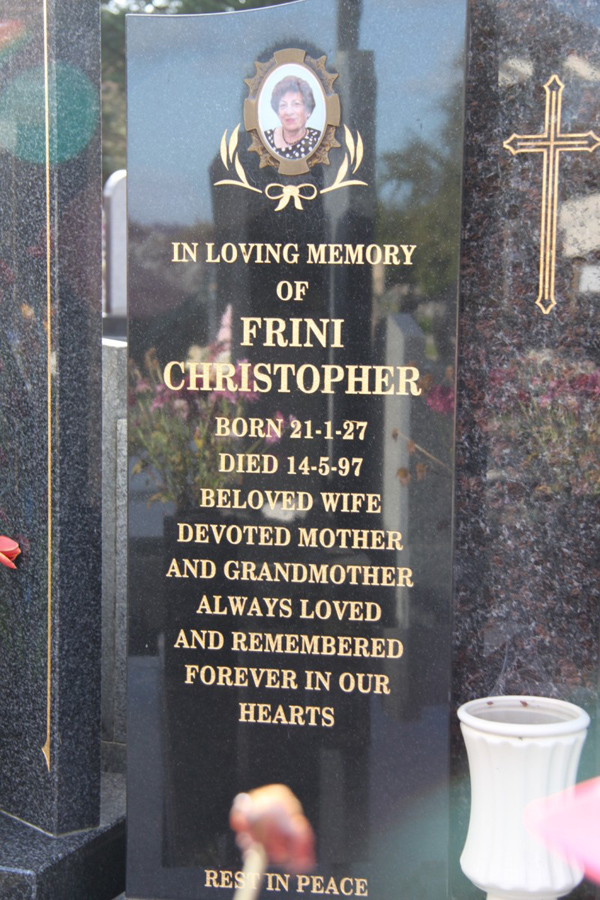 IN LOVING MEMORY
OF
FRINI
CHRISTOPHER
BORN 21-1-27
DIED 14-5-97
BELOVED WIFE
DEVOTED MOTHER
AND GRANDMOTHER
ALWAYS LOVED
AND REMEMBERED
FOREVER IN OUR
HEARTS
REST IN PEACE